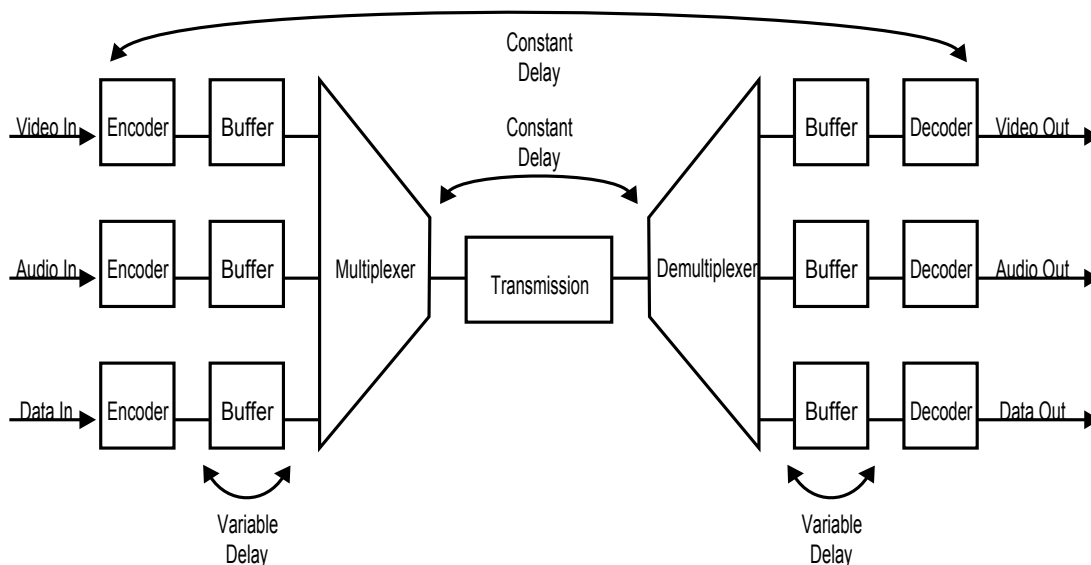 Constant
Delay
Video In Encoder Buffer Buffer Decoder Video Out
Constant
Delay
Audio In Encoder Buffer Multiplexer Transmission Demultiplexer Buffer Decoder Audio Out
Data In Encoder Buffer Buffer Decoder Data Out
Variable
Delay
Variable
Delay